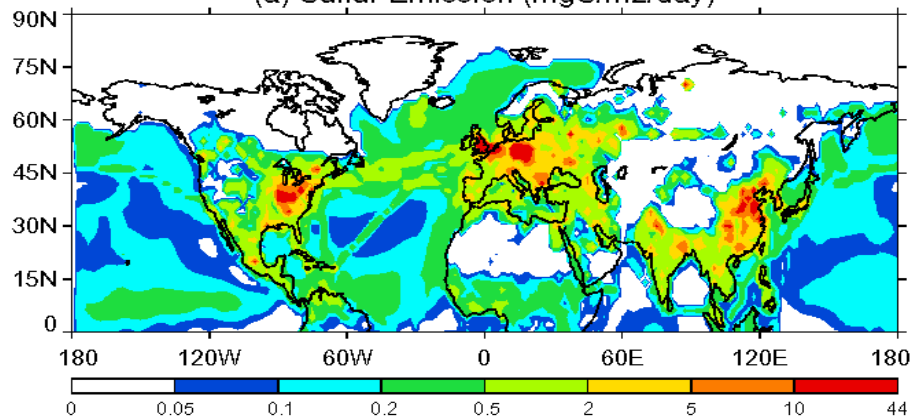 (a) Sulfur Emission (mgS/m2/day)
90N
75N
60N
45N
30N
15N
0
180 120W 60W 0 60E 120E 180
0 0.05 0.1 0.2 0.5 2 5 10 44